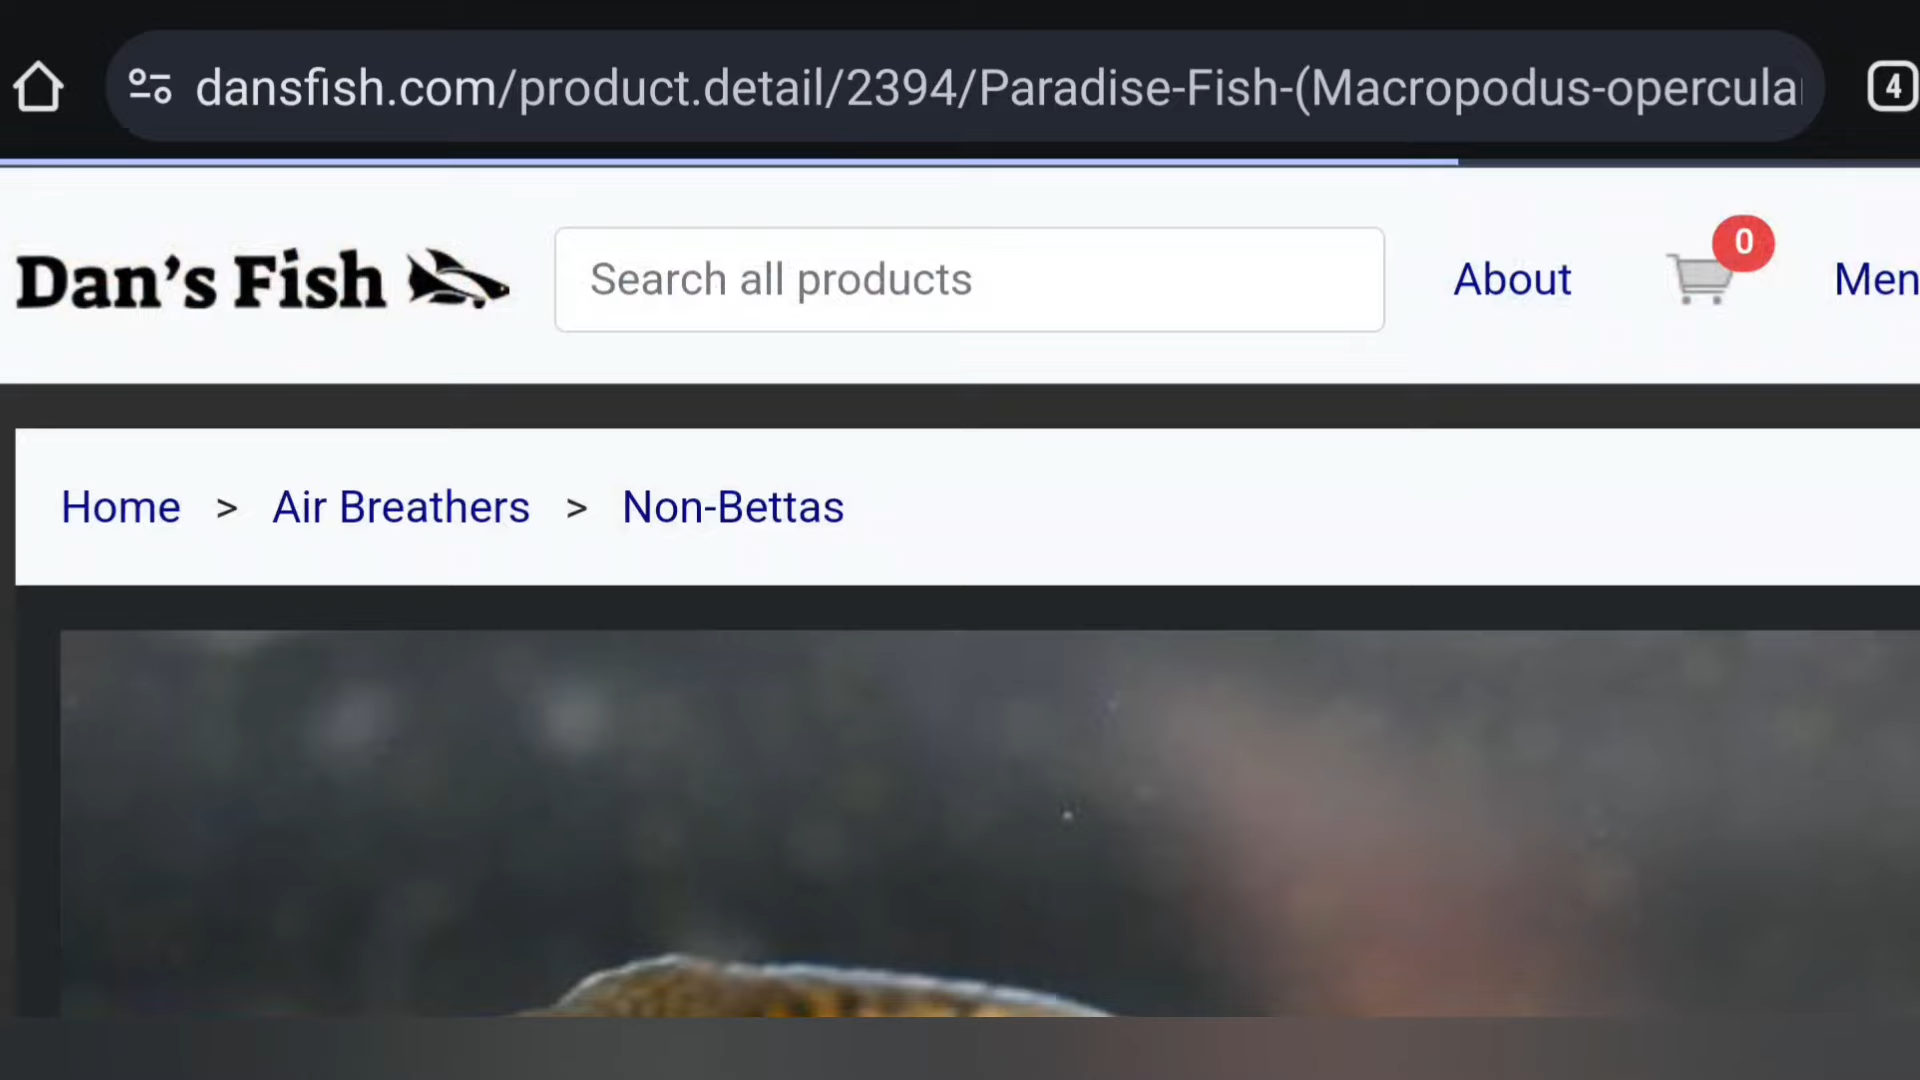 dansfish.com/product.detail/2394/Paradise-Fish-(Macropodus-opercula
4
Dan's Fish
Search all products
About
0
Men
Home > Air Breathers > Non-Bettas